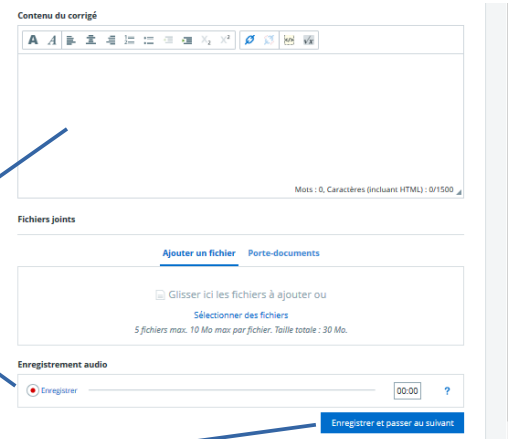 Contenu du corrigé
A A X₂ X² </> √x
Mots : 0, Caractères (incluant HTML) : 0/1500
Fichiers joints
Ajouter un fichier Porte-documents
Glisser ici les fichiers à ajouter ou
Sélectionner des fichiers
5 fichiers max. 10 Mo max par fichier. Taille totale : 30 Mo.
Enregistrement audio
Enregistrer 00:00 ?
Enregistrer et passer au suivant